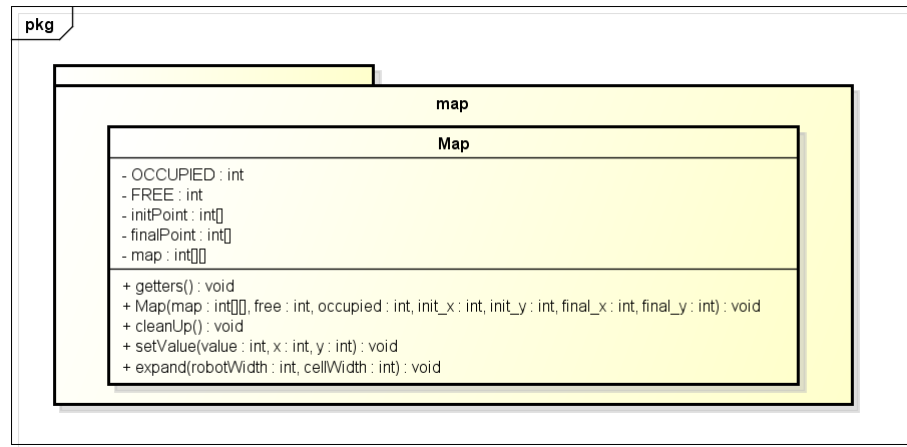 pkg
map
Map
- OCCUPIED : int
- FREE : int
- initPoint : int[]
- finalPoint : int[]
- map : int[][]
+ getters() : void
+ Map(map : int[][], free : int, occupied : int, init_x : int, init_y : int, final_x : int, final_y : int) : void
+ cleanUp() : void
+ setValue(value : int, x : int, y : int) : void
+ expand(robotWidth : int, cellWidth : int) : void